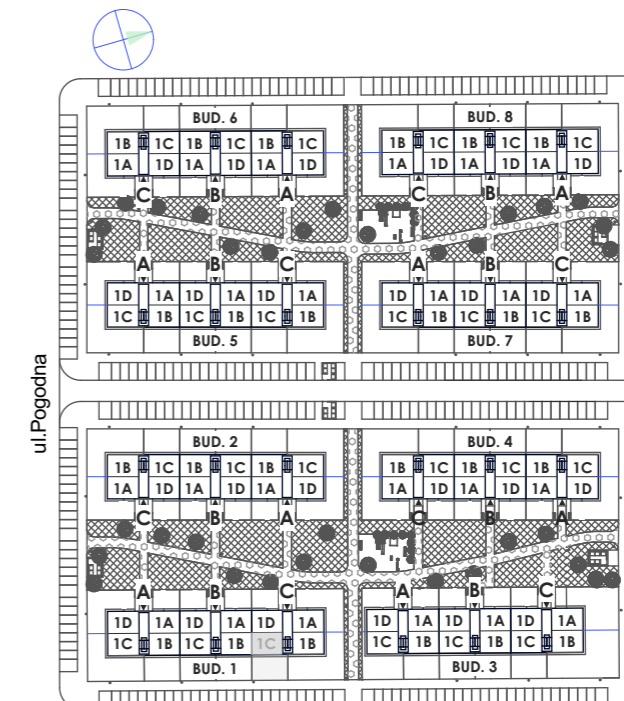 BUD. 6 BUD. 8
1B 1C 1B 1C 1B 1C 1B 1C 1B 1C 1B 1C
1A 1D 1A 1D 1A 1D 1A 1D 1A 1D 1A 1D
C B A C B A
A B C A B C
1D 1A 1D 1A 1D 1A 1D 1A 1D 1A 1D 1A
1C 1B 1C 1B 1C 1B 1C 1B 1C 1B 1C 1B
BUD. 5 BUD. 7
ul.Pogodna
BUD. 2 BUD. 4
1B 1C 1B 1C 1B 1C 1B 1C 1B 1C 1B 1C
1A 1D 1A 1D 1A 1D 1A 1D 1A 1D 1A 1D
C B A C B A
A B C A B C
1D 1A 1D 1A 1D 1A 1D 1A 1D 1A 1D 1A
1C 1B 1C 1B 1C 1B 1C 1B 1C 1B 1C 1B
BUD. 1 BUD. 3